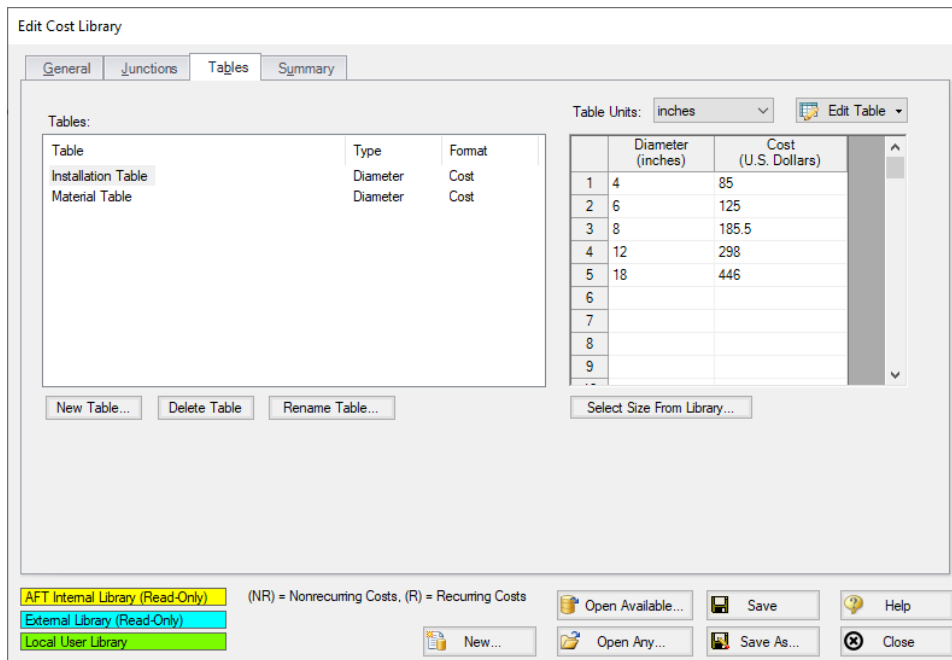 Edit Cost Library
General Junctions Tables Summary
Tables:
Table Type Format
Installation Table Diameter Cost
Material Table Diameter Cost
New Table... Delete Table Rename Table...
Table Units: inches Edit Table
Diameter (inches) Cost (U.S. Dollars)
1 4 85
2 6 125
3 8 185.5
4 12 298
5 18 446
6
7
8
9
Select Size From Library...
AFT Internal Library (Read-Only)
External Library (Read-Only)
Local User Library
(NR) = Nonrecurring Costs, (R) = Recurring Costs
Open Available... Save Help
New... Open Any... Save As... Close